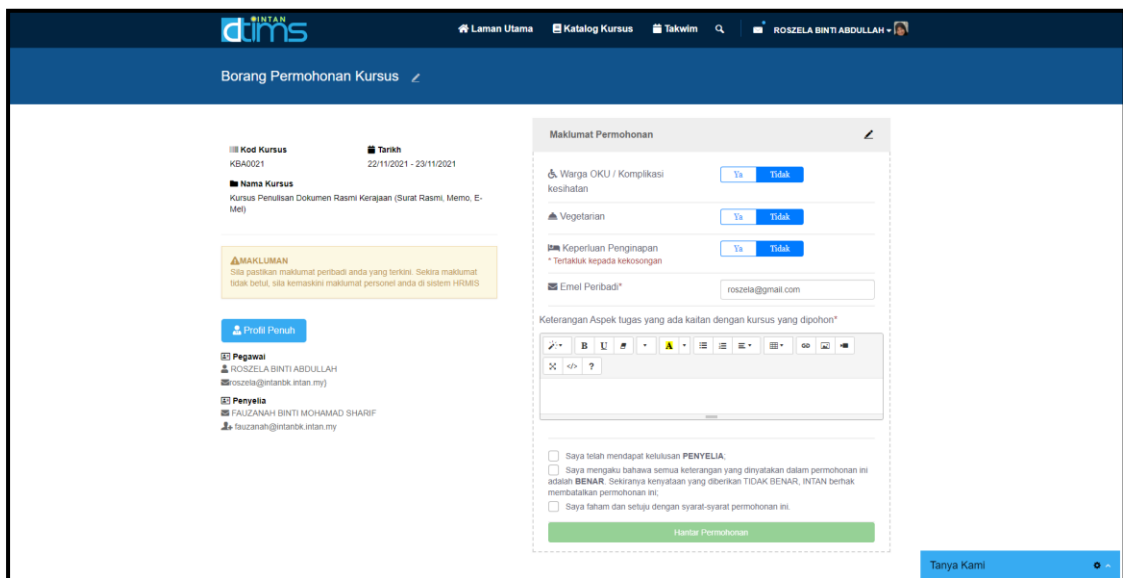 INTAN
dtims
Laman Utama
Katalog Kursus
Takwim
ROSZELA BINTI ABDULLAH
Borang Permohonan Kursus
Kod Kursus
KBA0021
Tarikh
22/11/2021 - 23/11/2021
Nama Kursus
Kursus Penulisan Dokumen Rasmi Kerajaan (Surat Rasmi, Memo, E-
Mel)
MAKLUMAN
Sila pastikan maklumat peribadi anda yang terkini. Sekira maklumat
tidak betul, sila kemaskini maklumat personel anda di sistem HRMIS
Profil Penuh
Pegawai
ROSZELA BINTI ABDULLAH
roszela@intanbk.intan.my)
Penyelia
FAUZANAH BINTI MOHAMAD SHARIF
fauzanah@intanbk.intan.my
Maklumat Permohonan
Warga OKU / Komplikasi
kesihatan
Ya Tidak
Vegetarian
Ya Tidak
Keperluan Penginapan
* Tertakluk kepada kekosongan
Ya Tidak
Emel Peribadi*
roszela@gmail.com
Keterangan Aspek tugas yang ada kaitan dengan kursus yang dipohon*
B U A
</> ?
Saya telah mendapat kelulusan PENYELIA;
Saya mengaku bahawa semua keterangan yang dinyatakan dalam permohonan ini
adalah BENAR. Sekiranya kenyataan yang diberikan TIDAK BENAR, INTAN berhak
membatalkan permohonan ini;
Saya faham dan setuju dengan syarat-syarat permohonan ini.
Hantar Permohonan
Tanya Kami